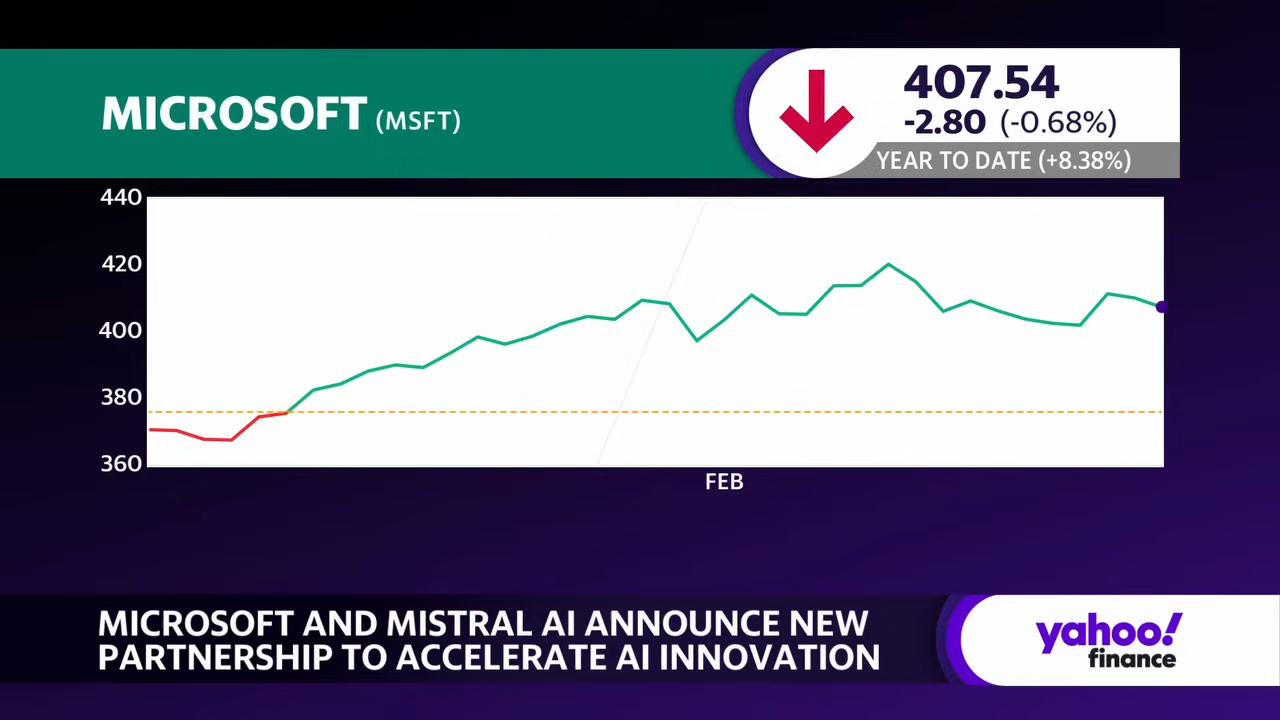 MICROSOFT (MSFT)
407.54
-2.80 (-0.68%)
YEAR TO DATE (+8.38%)
440
420
400
380
360
FEB
MICROSOFT AND MISTRAL AI ANNOUNCE NEW
PARTNERSHIP TO ACCELERATE AI INNOVATION
yahoo!
finance